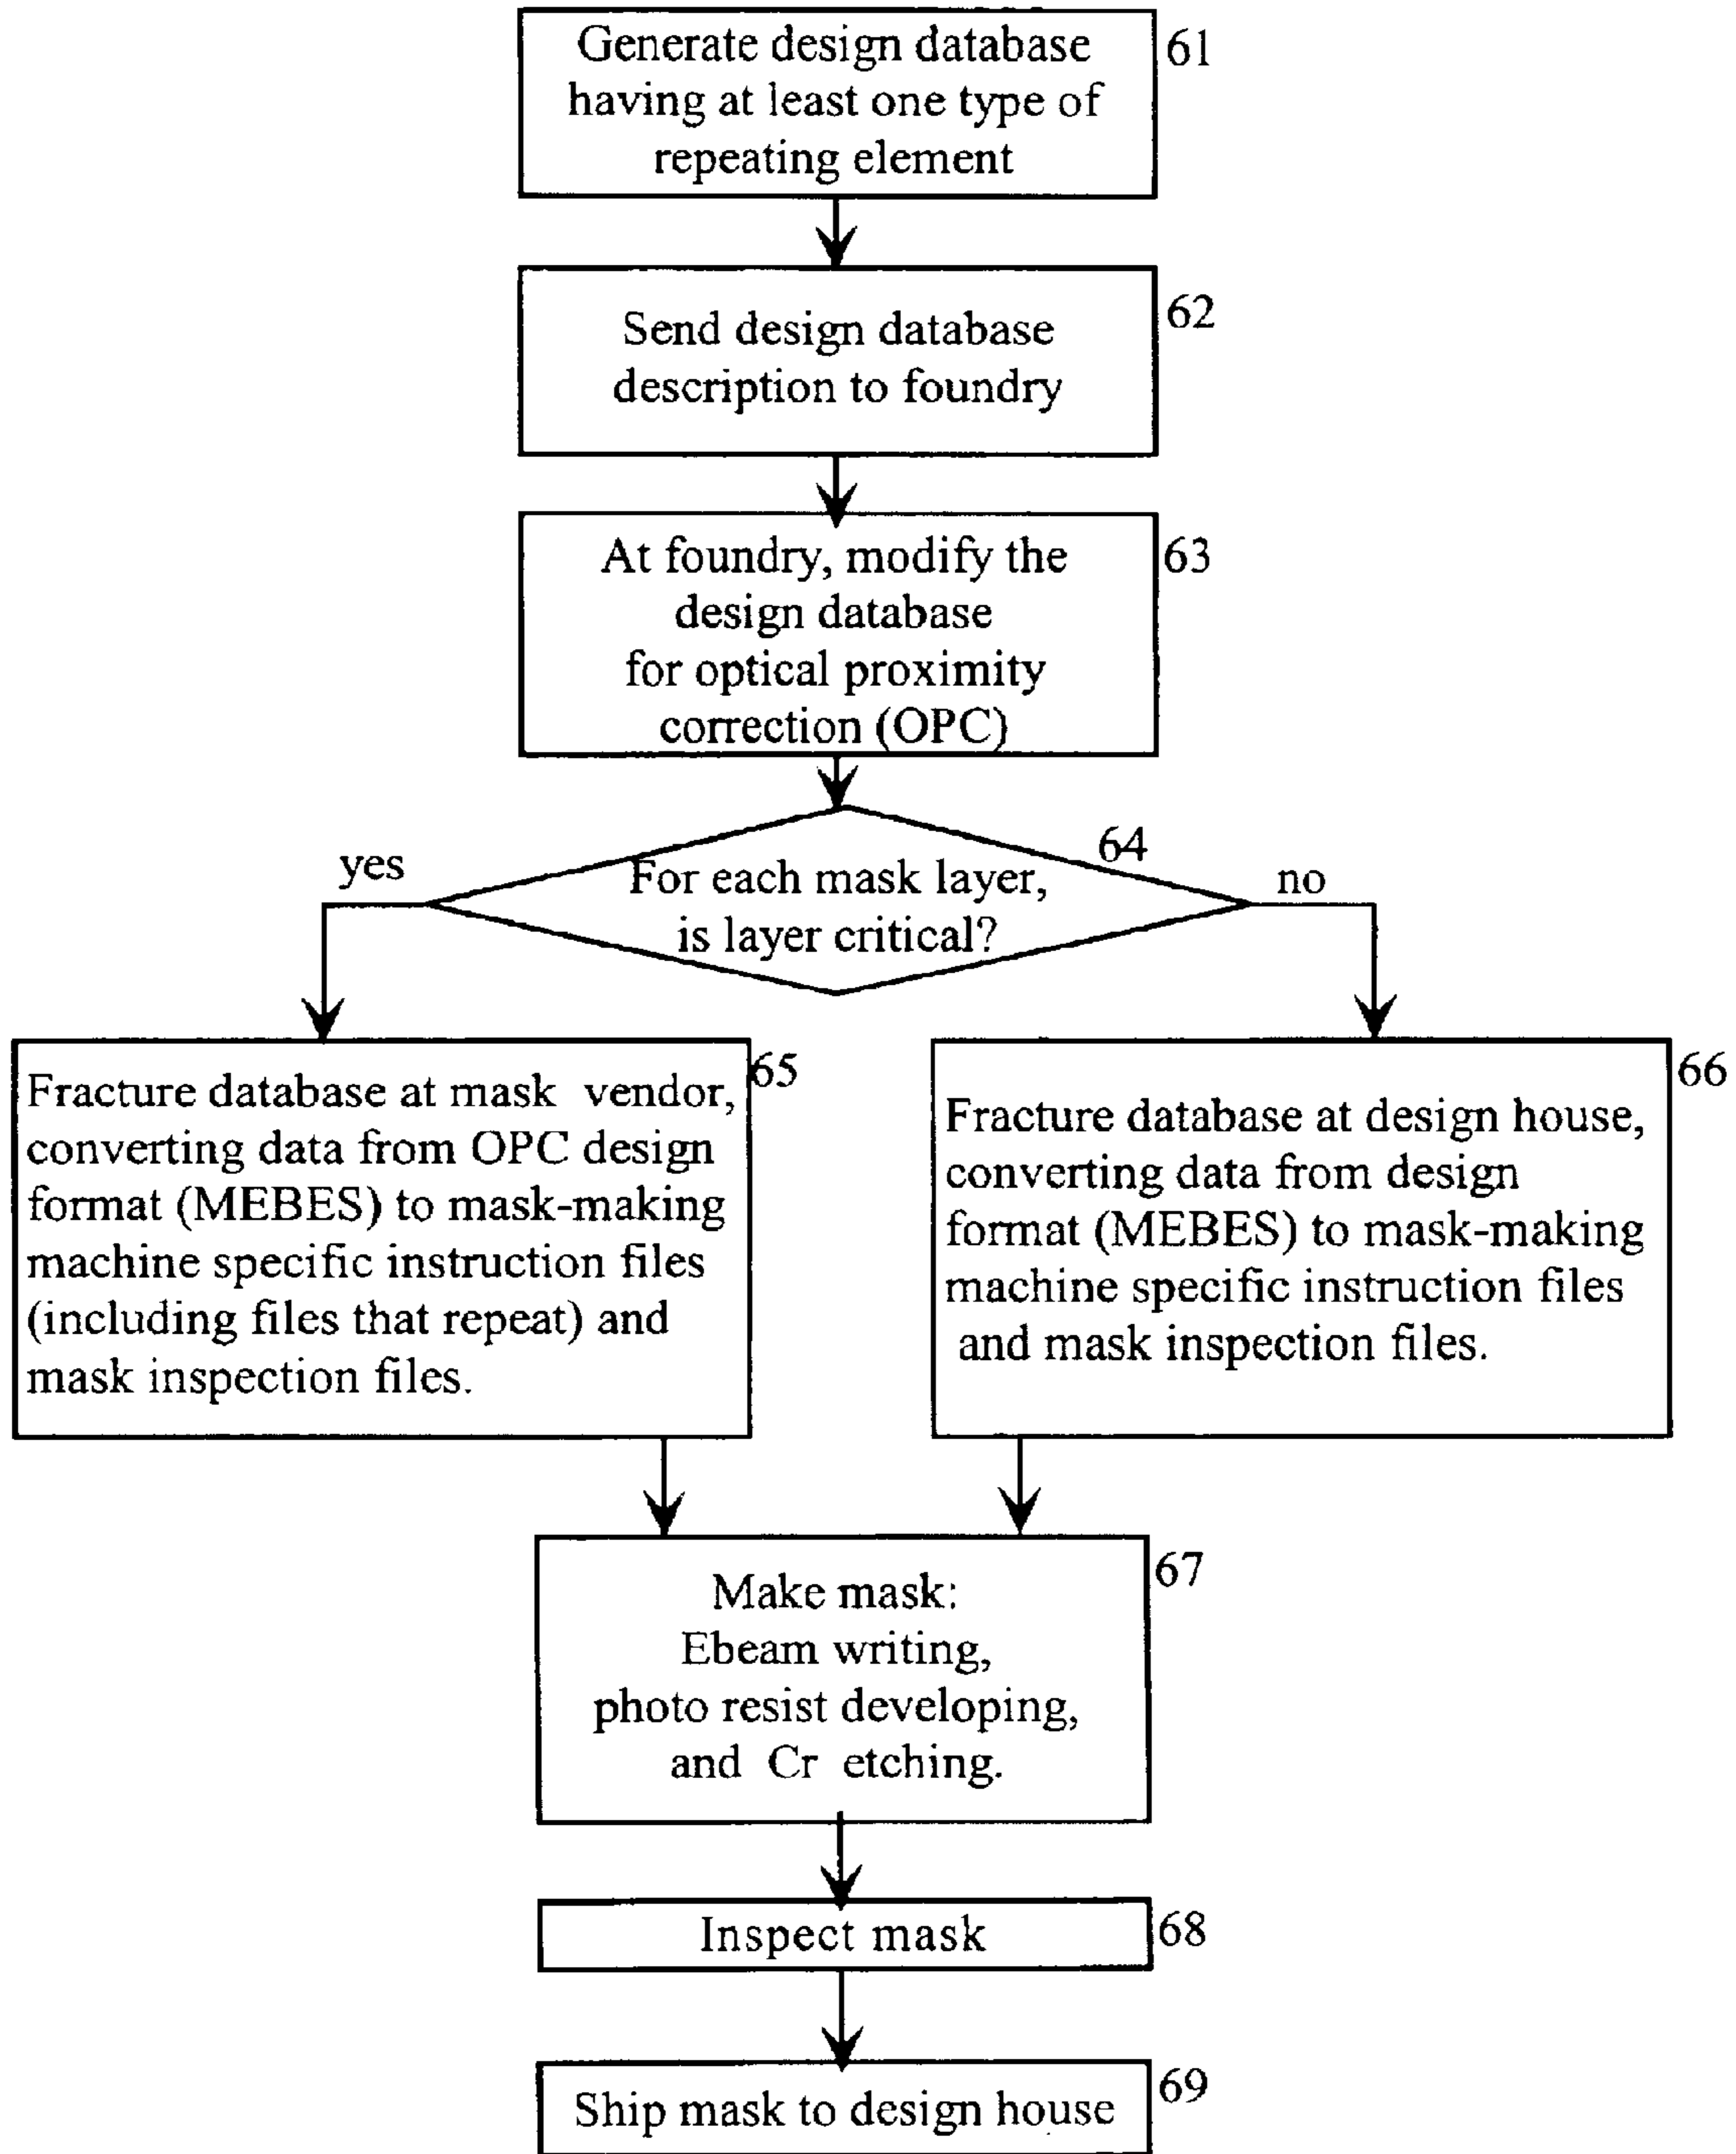 Generate design database
having at least one type of
repeating element
61
Send design database
description to foundry
62
At foundry, modify the
design database
for optical proximity
correction (OPC)
63
64
yes
For each mask layer,
is layer critical?
no
Fracture database at mask vendor,
converting data from OPC design
format (MEBES) to mask-making
machine specific instruction files
(including files that repeat) and
mask inspection files.
65
Fracture database at design house,
converting data from design
format (MEBES) to mask-making
machine specific instruction files
and mask inspection files.
66
Make mask:
Ebeam writing,
photo resist developing,
and Cr etching.
67
Inspect mask
68
Ship mask to design house
69